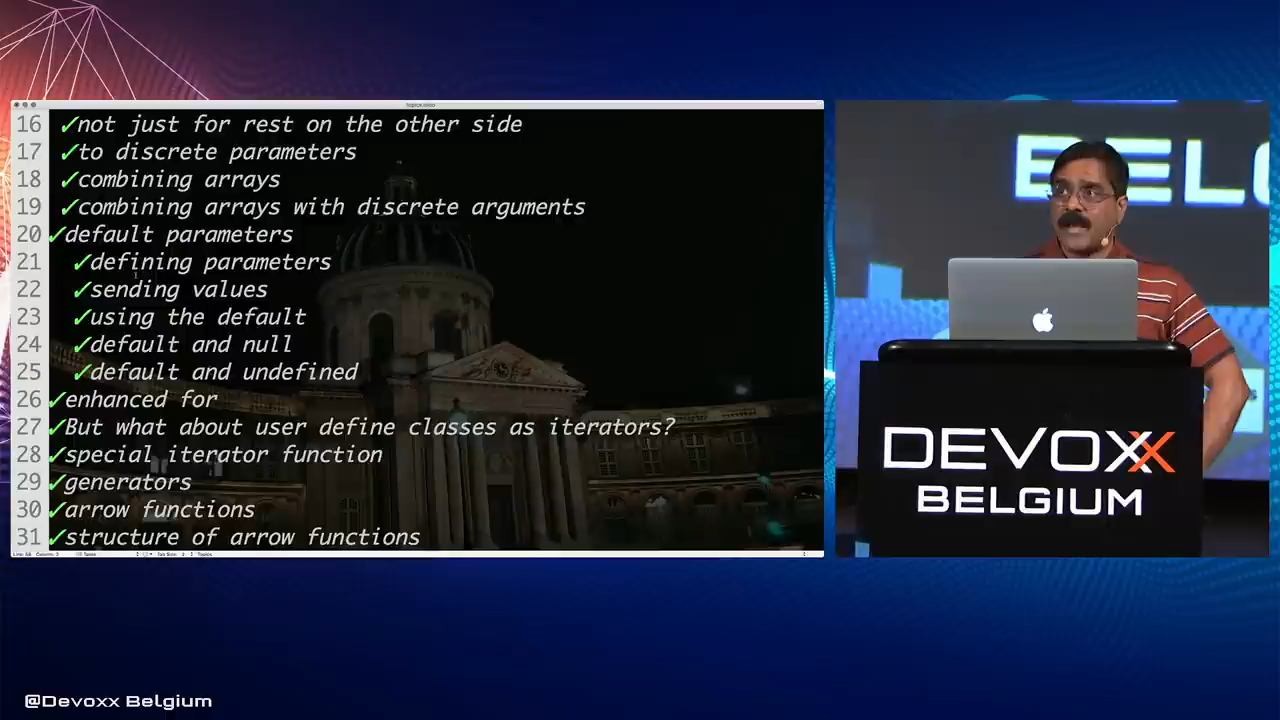 16 ✓not just for rest on the other side
17 ✓to discrete parameters
18 ✓combining arrays
19 ✓combining arrays with discrete arguments
20 ✓default parameters
21 ✓defining parameters
22 ✓sending values
23 ✓using the default
24 ✓default and null
25 ✓default and undefined
26 ✓enhanced for
27 ✓But what about user define classes as iterators?
28 ✓special iterator function
29 ✓generators
30 ✓arrow functions
31 ✓structure of arrow functions
BEL
DEVOXX
BELGIUM
@Devoxx Belgium